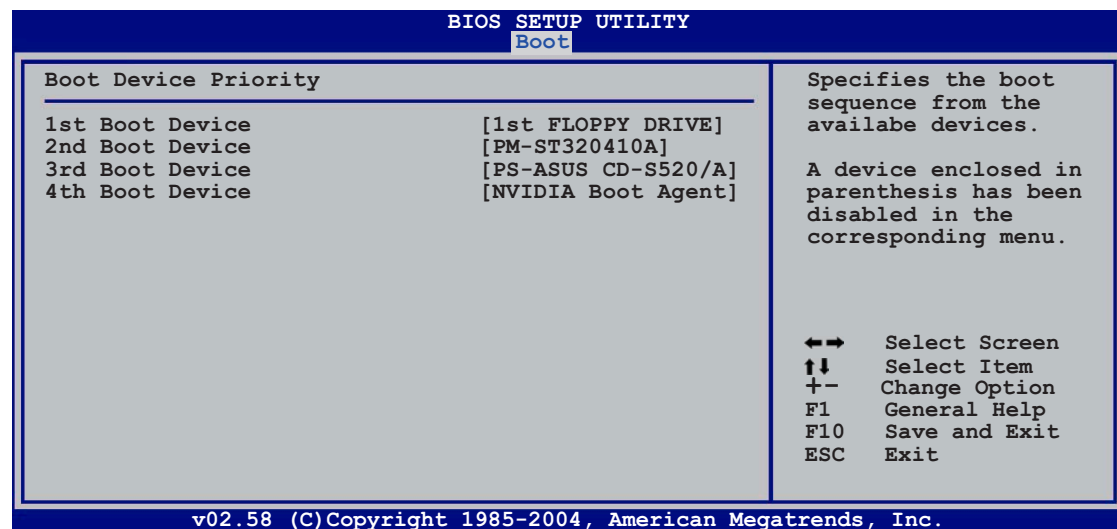 BIOS SETUP UTILITY
Boot
Boot Device Priority
1st Boot Device [1st FLOPPY DRIVE]
2nd Boot Device [PM-ST320410A]
3rd Boot Device [PS-ASUS CD-S520/A]
4th Boot Device [NVIDIA Boot Agent]
Specifies the boot
sequence from the
availabe devices.
A device enclosed in
parenthesis has been
disabled in the
corresponding menu.
←→ Select Screen
↑↓ Select Item
+- Change Option
F1 General Help
F10 Save and Exit
ESC Exit
v02.58 (C)Copyright 1985-2004, American Megatrends, Inc.